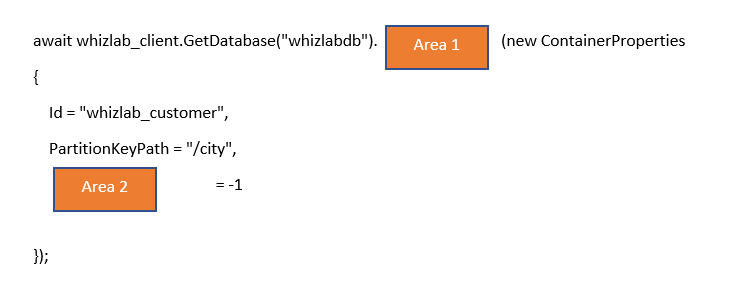 await whizlab_client.GetDatabase("whizlabdb"). Area 1 (new ContainerProperties
{
Id = "whizlab_customer",
PartitionKeyPath = "/city",
Area 2 = -1
});